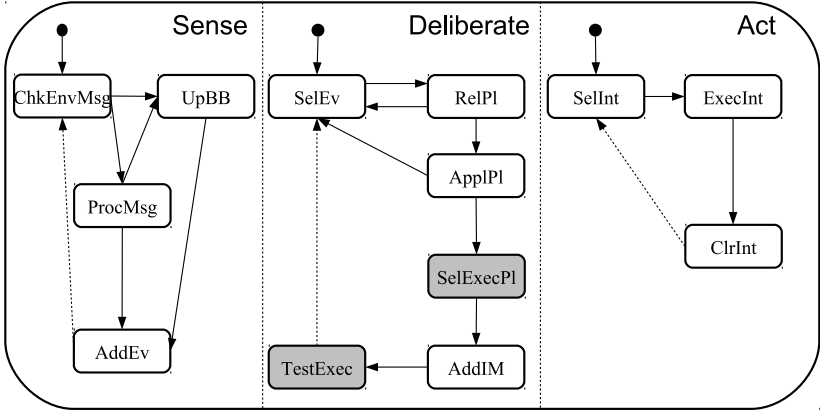 Sense
ChkEnvMsg
UpBB
ProcMsg
AddEv
Deliberate
SelEv
RelPl
ApplPl
SelExecPl
TestExec
AddIM
Act
SelInt
ExecInt
ClrInt